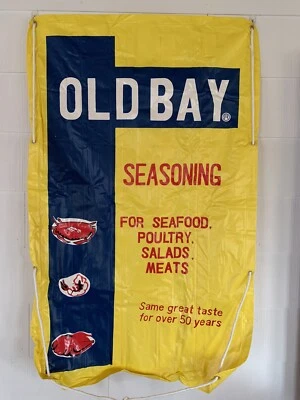 OLD BAY®
SEASONING
FOR SEAFOOD,
POULTRY,
SALADS,
MEATS
Same great taste
for over 50 years